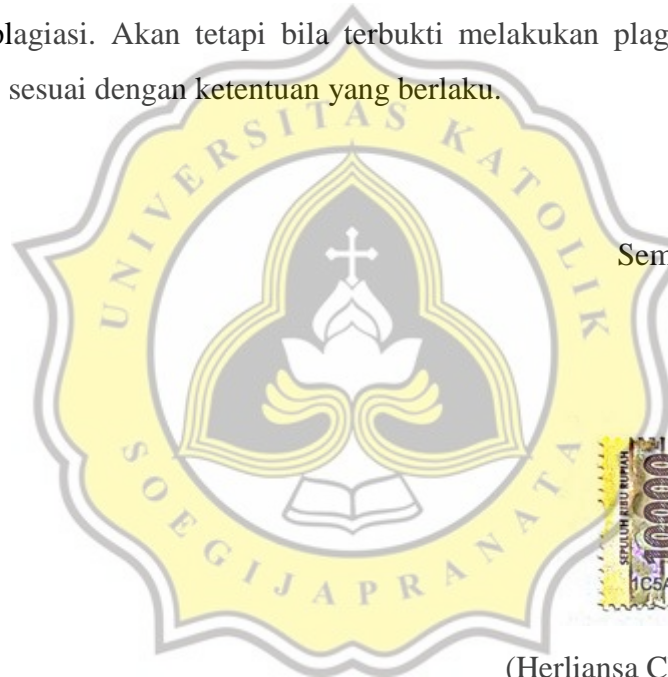 plagiasi. Akan tetapi bila terbukti melakukan plag
sesuai dengan ketentuan yang berlaku.
UNIVERSITAS KATOLIK
Sem
SOEGIJAPRANATA
SEPULUH RIBU RUPIAH
10000
1C5A
(Herliansa C